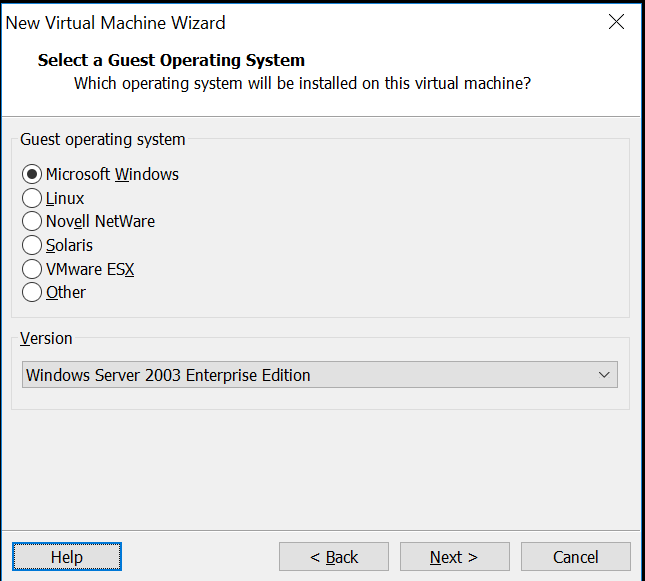 New Virtual Machine Wizard
Select a Guest Operating System
Which operating system will be installed on this virtual machine?
Guest operating system
Microsoft Windows
Linux
Novell NetWare
Solaris
VMware ESX
Other
Version
Windows Server 2003 Enterprise Edition
Help
< Back
Next >
Cancel